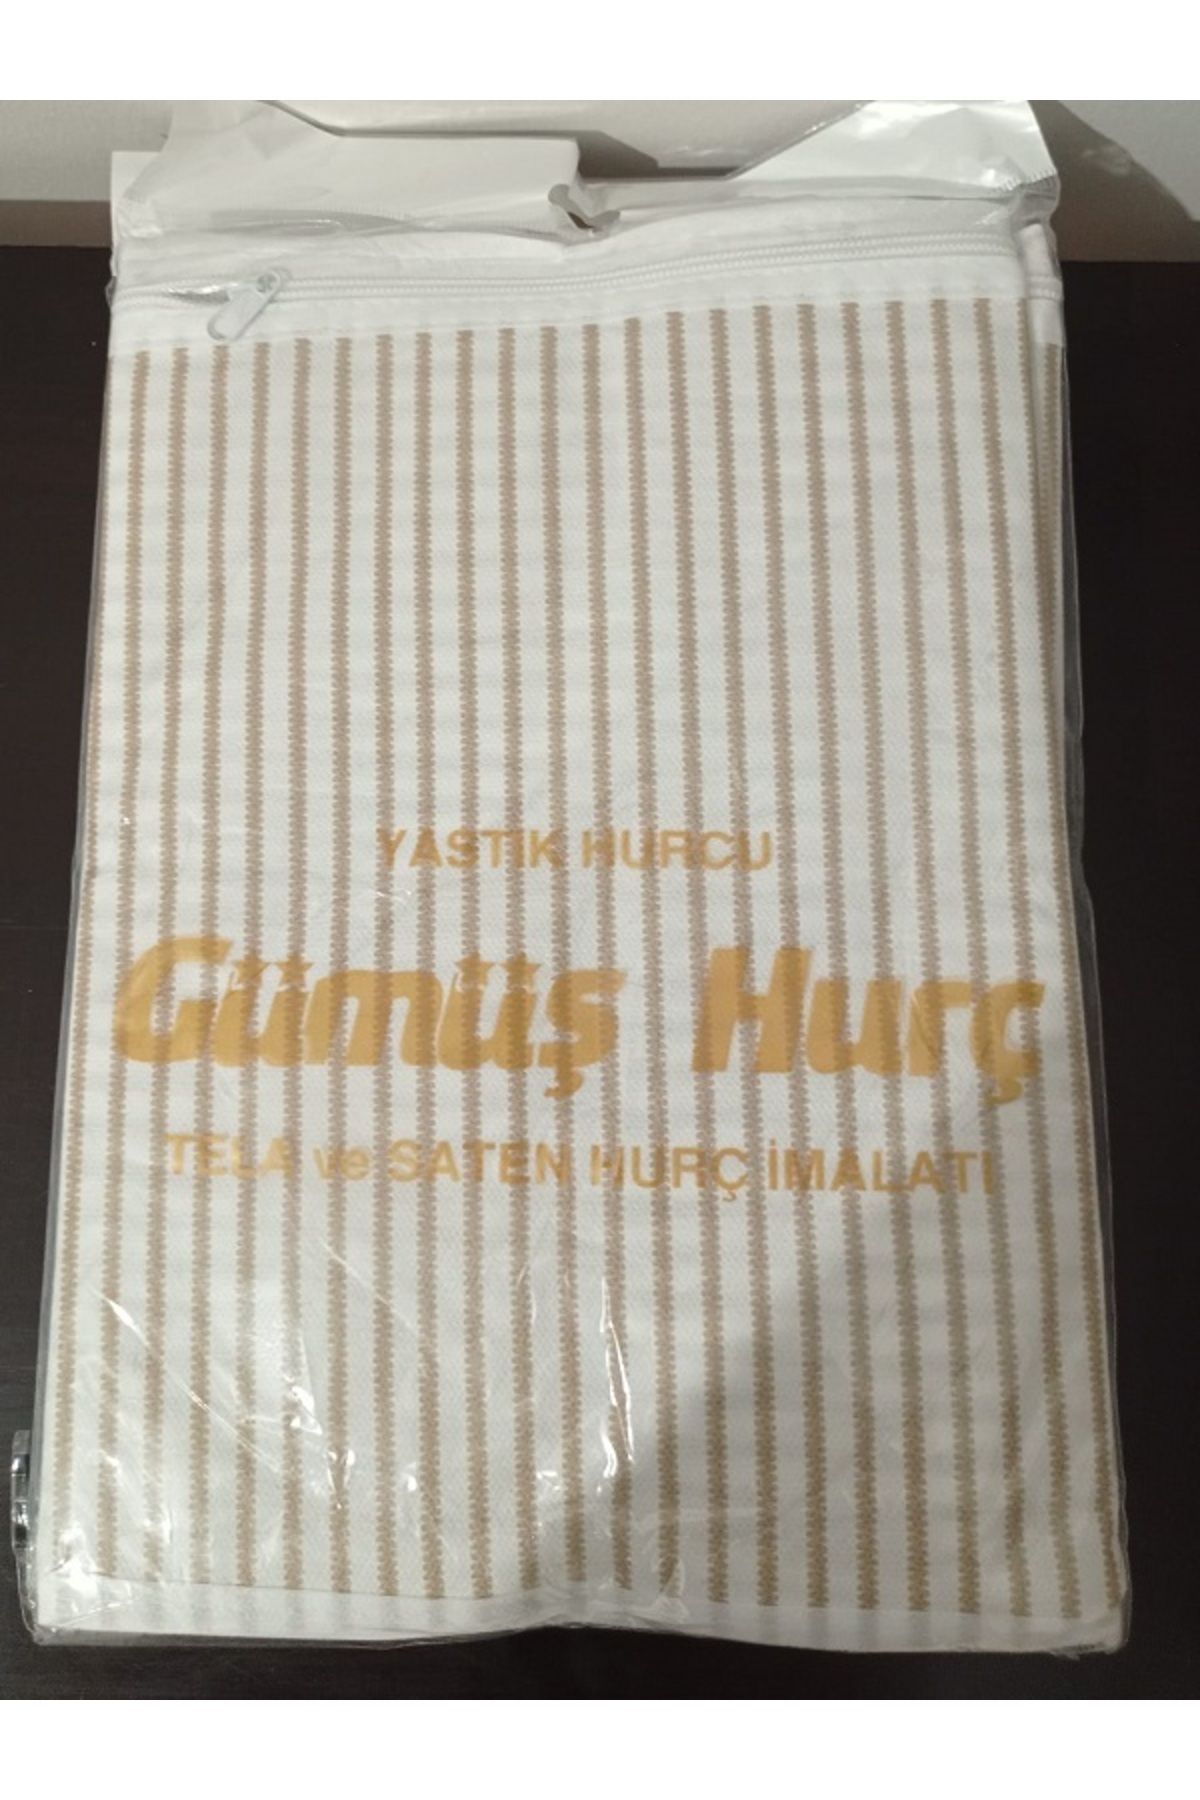 YASTIK HURCU
Gümüş Hurç
TELA ve SATEN HURÇ İMALATI